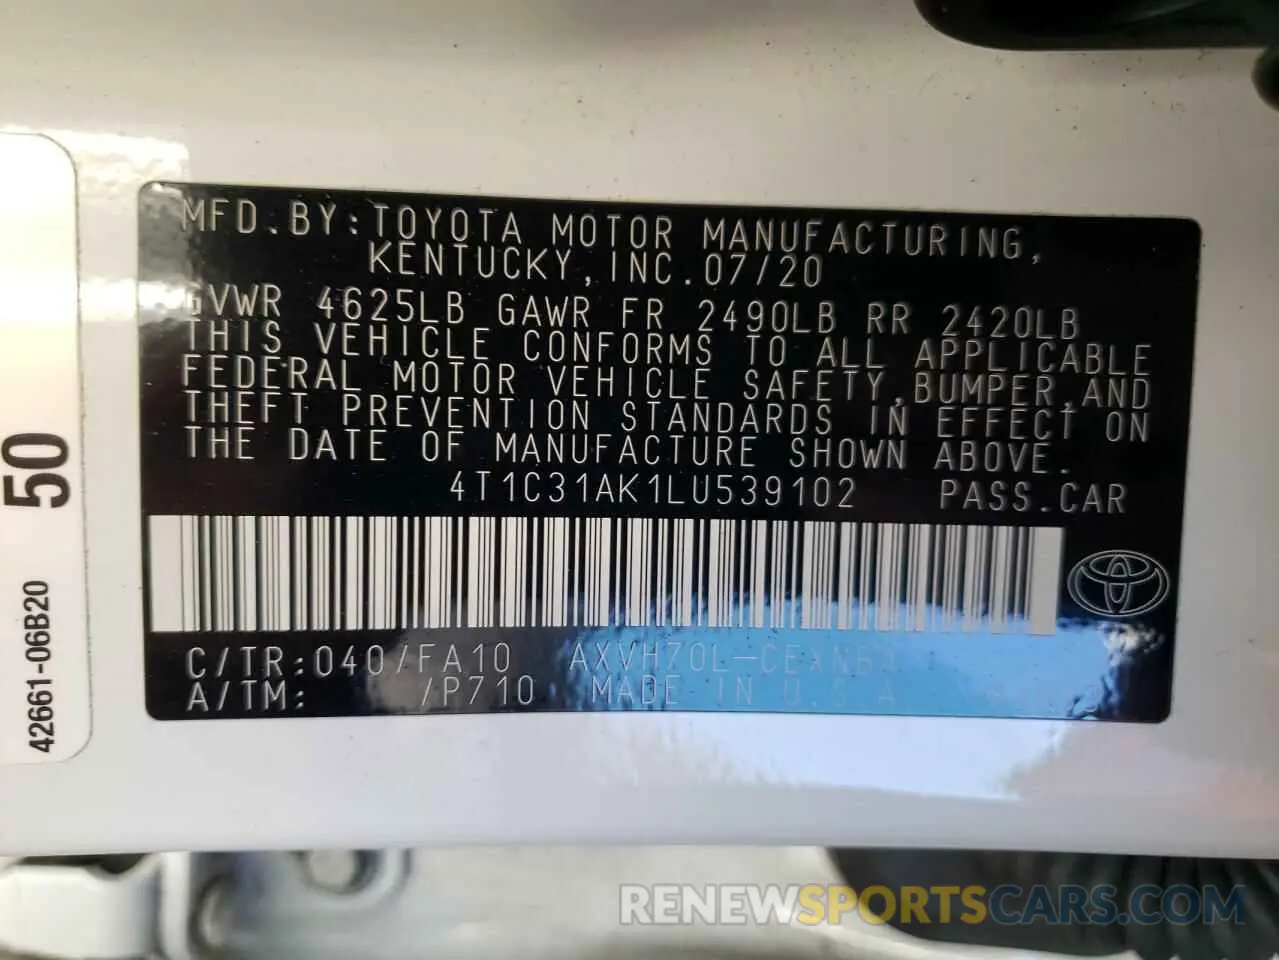 MFD.BY:TOYOTA MOTOR MANUFACTURING,
KENTUCKY,INC.07/20
GVWR 4625LB GAWR FR 2490LB RR 2420LB
THIS VEHICLE CONFORMS TO ALL APPLICABLE
FEDERAL MOTOR VEHICLE SAFETY,BUMPER,AND
THEFT PREVENTION STANDARDS IN EFFECT ON
THE DATE OF MANUFACTURE SHOWN ABOVE.
4T1C31AK1LU539102 PASS.CAR
C/TR:040/FA10
A/TM: /P710 MADE IN U.S.A
50
42661-06B20
RENEWSPORTSCARS.COM